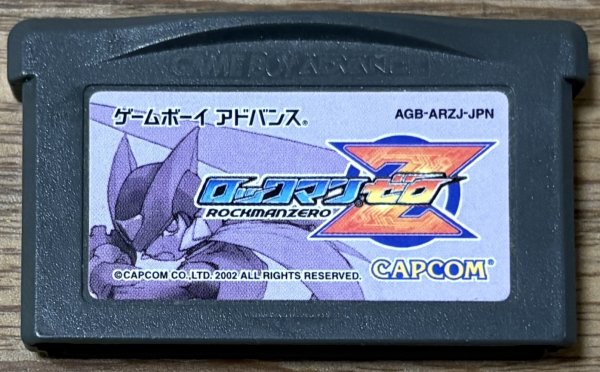 GAME BOY ADVANCE
ゲームボーイ アドバンス®
AGB-ARZJ-JPN
ロックマン ゼロ
ROCKMANZERO
Z
©CAPCOM CO.,LTD. 2002 ALL RIGHTS RESERVED.
CAPCOM®